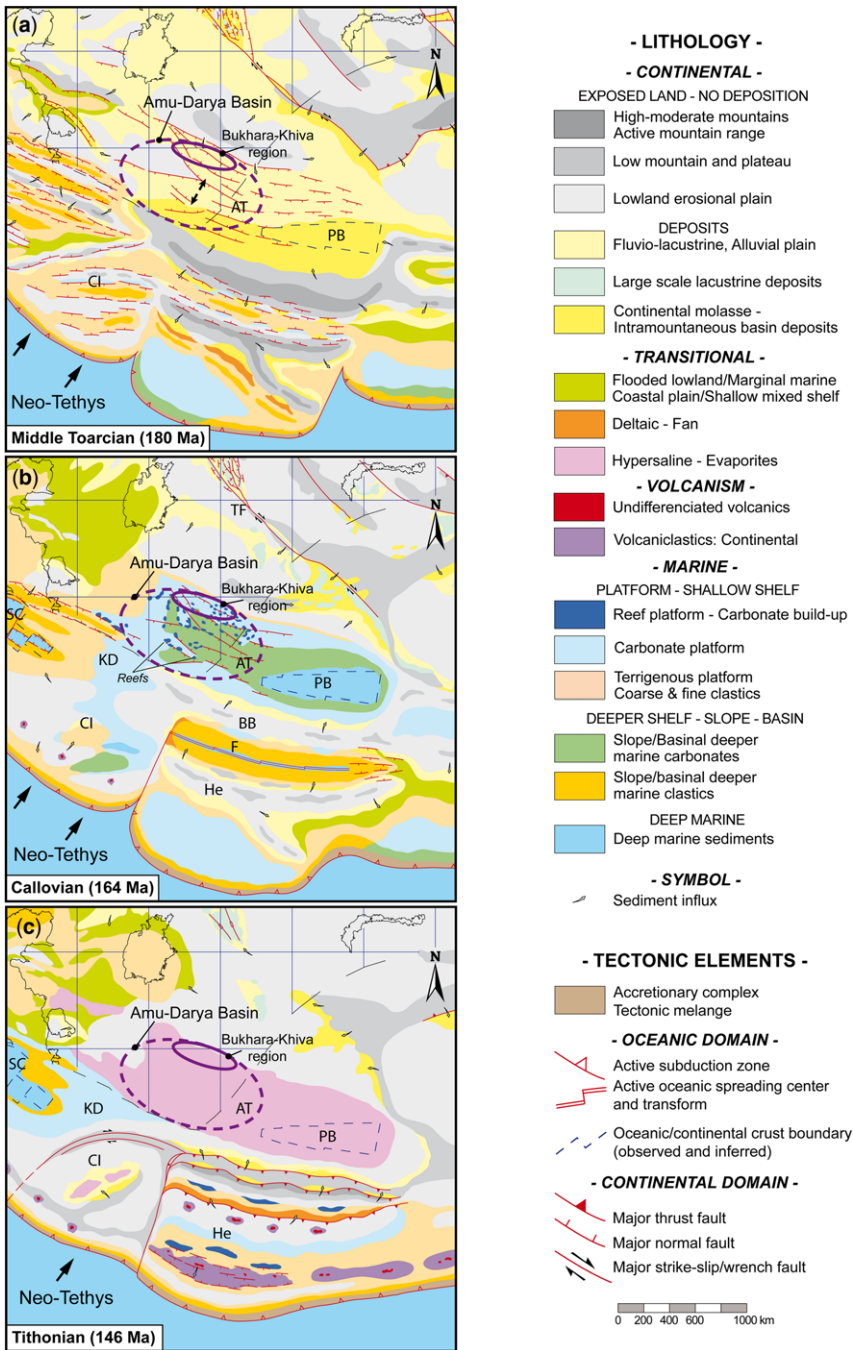 (a)
N
Amu-Darya Basin
Bukhara-Khiva
region
AT
PB
CI
Neo-Tethys
Middle Toarcian (180 Ma)
(b)
TF
N
Amu-Darya Basin
Bukhara-Khiva
region
SC
KD
AT
Reefs
PB
CI
BB
F
He
Neo-Tethys
Callovian (164 Ma)
(c)
N
Amu-Darya Basin
Bukhara-Khiva
region
SC
KD
AT
PB
CI
He
Neo-Tethys
Tithonian (146 Ma)
- LITHOLOGY -
- CONTINENTAL -
EXPOSED LAND - NO DEPOSITION
High-moderate mountains
Active mountain range
Low mountain and plateau
Lowland erosional plain
DEPOSITS
Fluvio-lacustrine, Alluvial plain
Large scale lacustrine deposits
Continental molasse -
Intramountaneous basin deposits
- TRANSITIONAL -
Flooded lowland/Marginal marine
Coastal plain/Shallow mixed shelf
Deltaic - Fan
Hypersaline - Evaporites
- VOLCANISM -
Undifferenciated volcanics
Volcaniclastics: Continental
- MARINE -
PLATFORM - SHALLOW SHELF
Reef platform - Carbonate build-up
Carbonate platform
Terrigenous platform
Coarse & fine clastics
DEEPER SHELF - SLOPE - BASIN
Slope/Basinal deeper
marine carbonates
Slope/basinal deeper
marine clastics
DEEP MARINE
Deep marine sediments
- SYMBOL -
Sediment influx
- TECTONIC ELEMENTS -
Accretionary complex
Tectonic melange
- OCEANIC DOMAIN -
Active subduction zone
Active oceanic spreading center
and transform
Oceanic/continental crust boundary
(observed and inferred)
- CONTINENTAL DOMAIN -
Major thrust fault
Major normal fault
Major strike-slip/wrench fault
0 200 400 600 1000 km